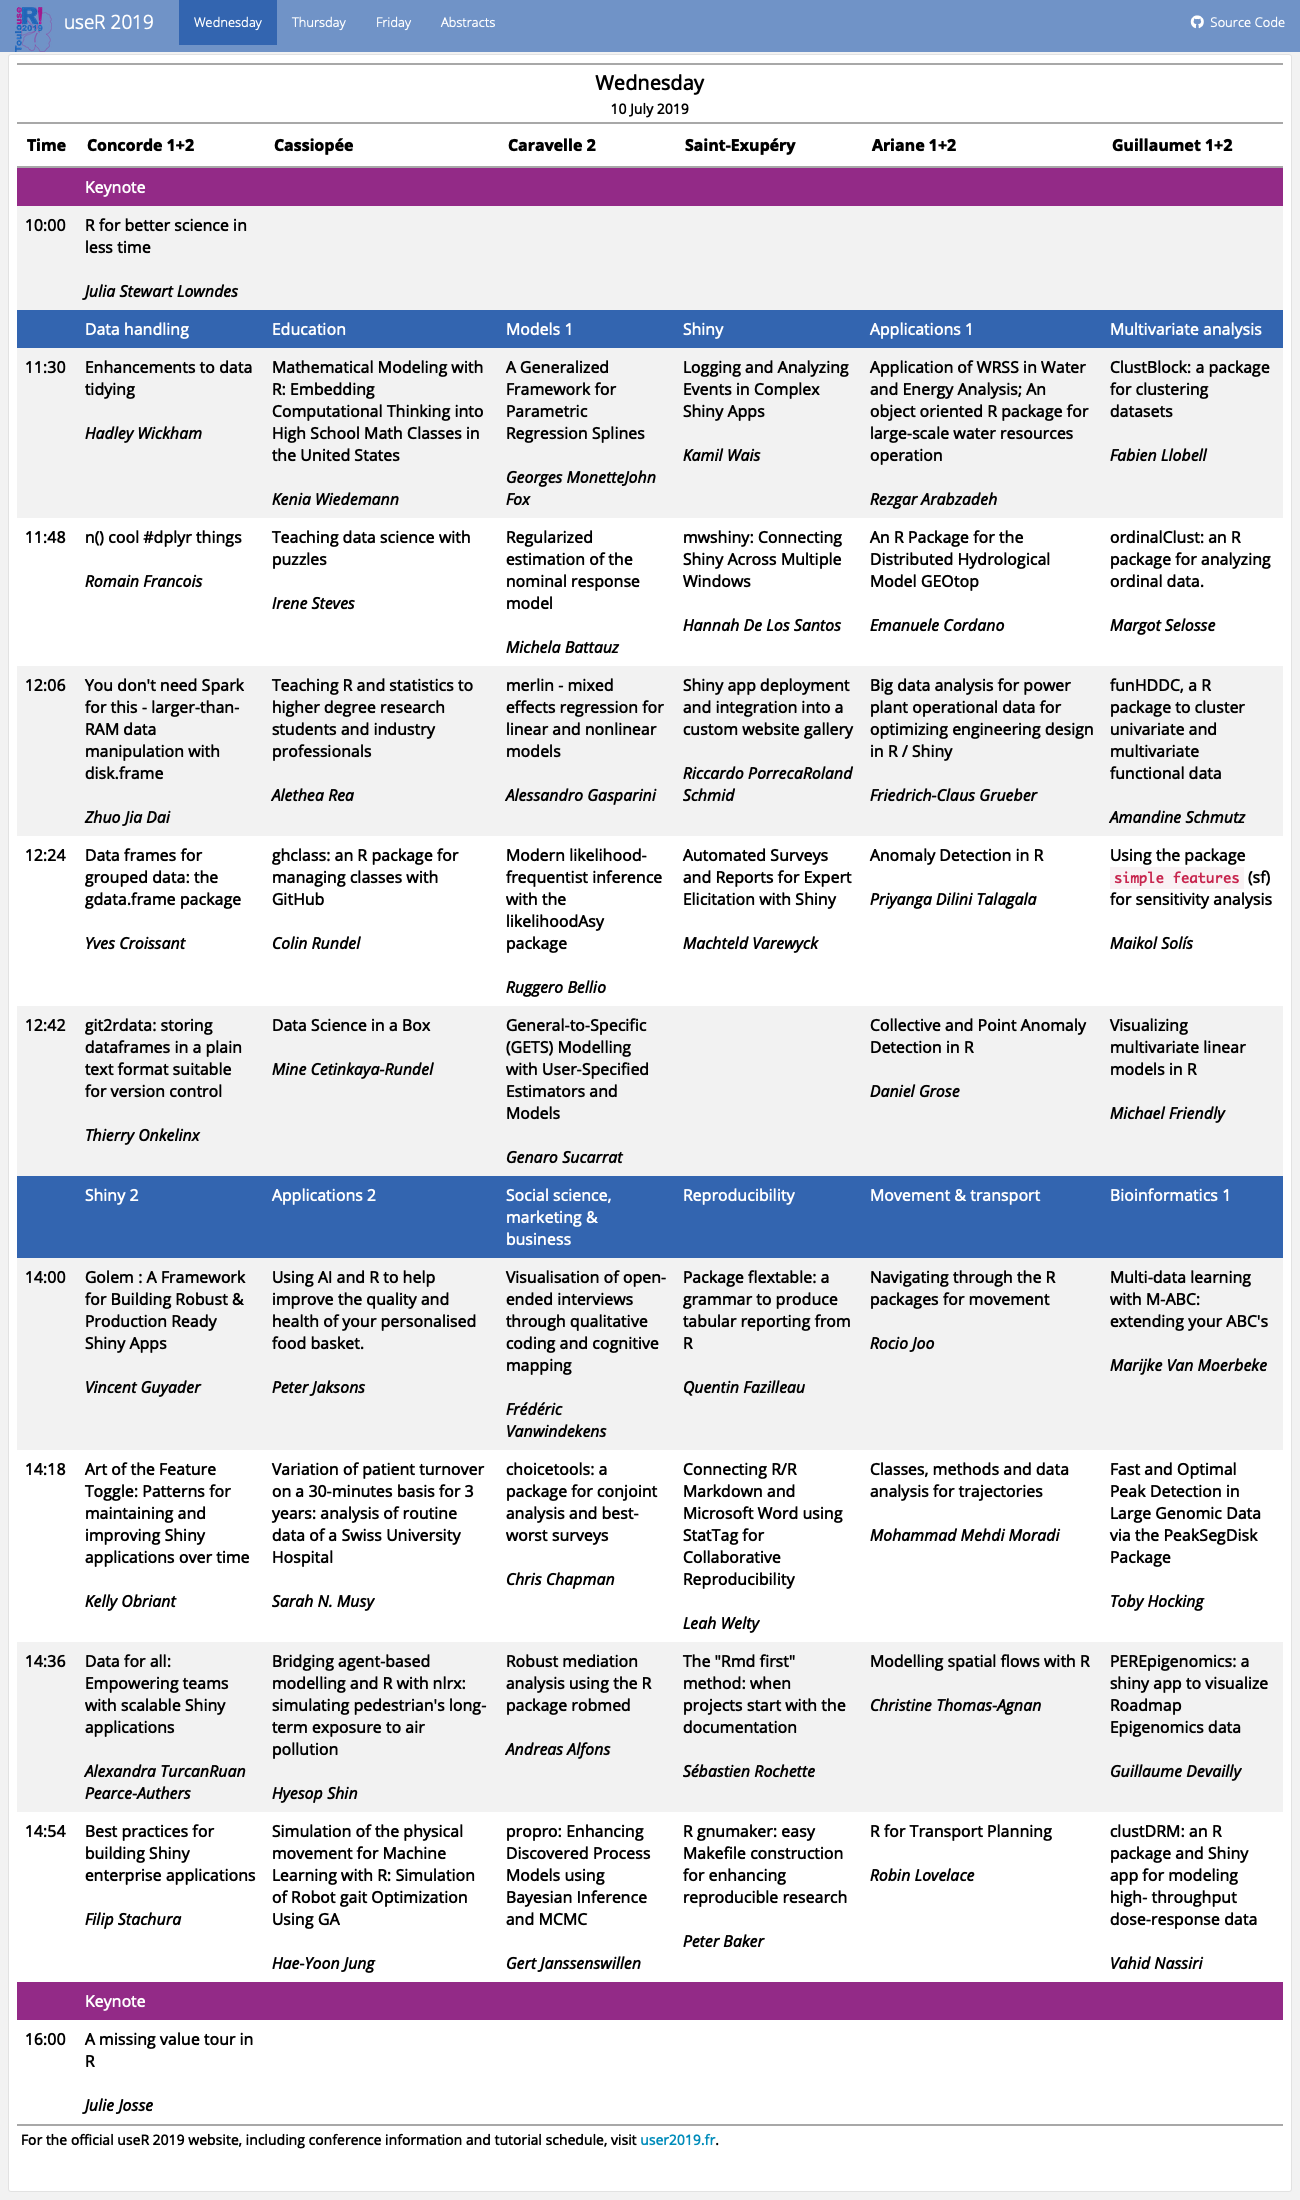 Toulouse R! 2019
useR 2019
Wednesday
Thursday
Friday
Abstracts
Source Code
Wednesday
10 July 2019
Time
Concorde 1+2
Cassiopée
Caravelle 2
Saint-Exupéry
Ariane 1+2
Guillaumet 1+2
Keynote
10:00
R for better science in
less time
Julia Stewart Lowndes
Data handling
Education
Models 1
Shiny
Applications 1
Multivariate analysis
11:30
Enhancements to data
tidying
Hadley Wickham
Mathematical Modeling with
R: Embedding
Computational Thinking into
High School Math Classes in
the United States
Kenia Wiedemann
A Generalized
Framework for
Parametric
Regression Splines
Georges MonetteJohn
Fox
Logging and Analyzing
Events in Complex
Shiny Apps
Kamil Wais
Application of WRSS in Water
and Energy Analysis; An
object oriented R package for
large-scale water resources
operation
Rezgar Arabzadeh
ClustBlock: a package
for clustering
datasets
Fabien Llobell
11:48
n() cool #dplyr things
Romain Francois
Teaching data science with
puzzles
Irene Steves
Regularized
estimation of the
nominal response
model
Michela Battauz
mwshiny: Connecting
Shiny Across Multiple
Windows
Hannah De Los Santos
An R Package for the
Distributed Hydrological
Model GEOtop
Emanuele Cordano
ordinalClust: an R
package for analyzing
ordinal data.
Margot Selosse
12:06
You don't need Spark
for this - larger-than-
RAM data
manipulation with
disk.frame
Zhuo Jia Dai
Teaching R and statistics to
higher degree research
students and industry
professionals
Alethea Rea
merlin - mixed
effects regression for
linear and nonlinear
models
Alessandro Gasparini
Shiny app deployment
and integration into a
custom website gallery
Riccardo PorrecaRoland
Schmid
Big data analysis for power
plant operational data for
optimizing engineering design
in R / Shiny
Friedrich-Claus Grueber
funHDDC, a R
package to cluster
univariate and
multivariate
functional data
Amandine Schmutz
12:24
Data frames for
grouped data: the
gdata.frame package
Yves Croissant
ghclass: an R package for
managing classes with
GitHub
Colin Rundel
Modern likelihood-
frequentist inference
with the
likelihoodAsy
package
Ruggero Bellio
Automated Surveys
and Reports for Expert
Elicitation with Shiny
Machteld Varewyck
Anomaly Detection in R
Priyanga Dilini Talagala
Using the package
simple features (sf)
for sensitivity analysis
Maikol Solís
12:42
git2rdata: storing
dataframes in a plain
text format suitable
for version control
Thierry Onkelinx
Data Science in a Box
Mine Cetinkaya-Rundel
General-to-Specific
(GETS) Modelling
with User-Specified
Estimators and
Models
Genaro Sucarrat
Collective and Point Anomaly
Detection in R
Daniel Grose
Visualizing
multivariate linear
models in R
Michael Friendly
Shiny 2
Applications 2
Social science,
marketing &
business
Reproducibility
Movement & transport
Bioinformatics 1
14:00
Golem : A Framework
for Building Robust &
Production Ready
Shiny Apps
Vincent Guyader
Using AI and R to help
improve the quality and
health of your personalised
food basket.
Peter Jaksons
Visualisation of open-
ended interviews
through qualitative
coding and cognitive
mapping
Frédéric
Vanwindekens
Package flextable: a
grammar to produce
tabular reporting from
R
Quentin Fazilleau
Navigating through the R
packages for movement
Rocio Joo
Multi-data learning
with M-ABC:
extending your ABC's
Marijke Van Moerbeke
14:18
Art of the Feature
Toggle: Patterns for
maintaining and
improving Shiny
applications over time
Kelly Obriant
Variation of patient turnover
on a 30-minutes basis for 3
years: analysis of routine
data of a Swiss University
Hospital
Sarah N. Musy
choicetools: a
package for conjoint
analysis and best-
worst surveys
Chris Chapman
Connecting R/R
Markdown and
Microsoft Word using
StatTag for
Collaborative
Reproducibility
Leah Welty
Classes, methods and data
analysis for trajectories
Mohammad Mehdi Moradi
Fast and Optimal
Peak Detection in
Large Genomic Data
via the PeakSegDisk
Package
Toby Hocking
14:36
Data for all:
Empowering teams
with scalable Shiny
applications
Alexandra TurcanRuan
Pearce-Authers
Bridging agent-based
modelling and R with nlrx:
simulating pedestrian's long-
term exposure to air
pollution
Hyesop Shin
Robust mediation
analysis using the R
package robmed
Andreas Alfons
The "Rmd first"
method: when
projects start with the
documentation
Sébastien Rochette
Modelling spatial flows with R
Christine Thomas-Agnan
PEREpigenomics: a
shiny app to visualize
Roadmap
Epigenomics data
Guillaume Devailly
14:54
Best practices for
building Shiny
enterprise applications
Filip Stachura
Simulation of the physical
movement for Machine
Learning with R: Simulation
of Robot gait Optimization
Using GA
Hae-Yoon Jung
propro: Enhancing
Discovered Process
Models using
Bayesian Inference
and MCMC
Gert Janssenswillen
R gnumaker: easy
Makefile construction
for enhancing
reproducible research
Peter Baker
R for Transport Planning
Robin Lovelace
clustDRM: an R
package and Shiny
app for modeling
high- throughput
dose-response data
Vahid Nassiri
Keynote
16:00
A missing value tour in
R
Julie Josse
For the official useR 2019 website, including conference information and tutorial schedule, visit user2019.fr.